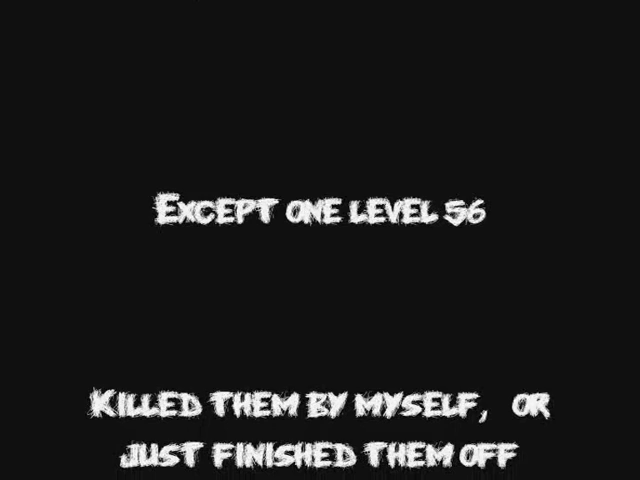 Except one level 56
Killed them by myself, or
just finished them off